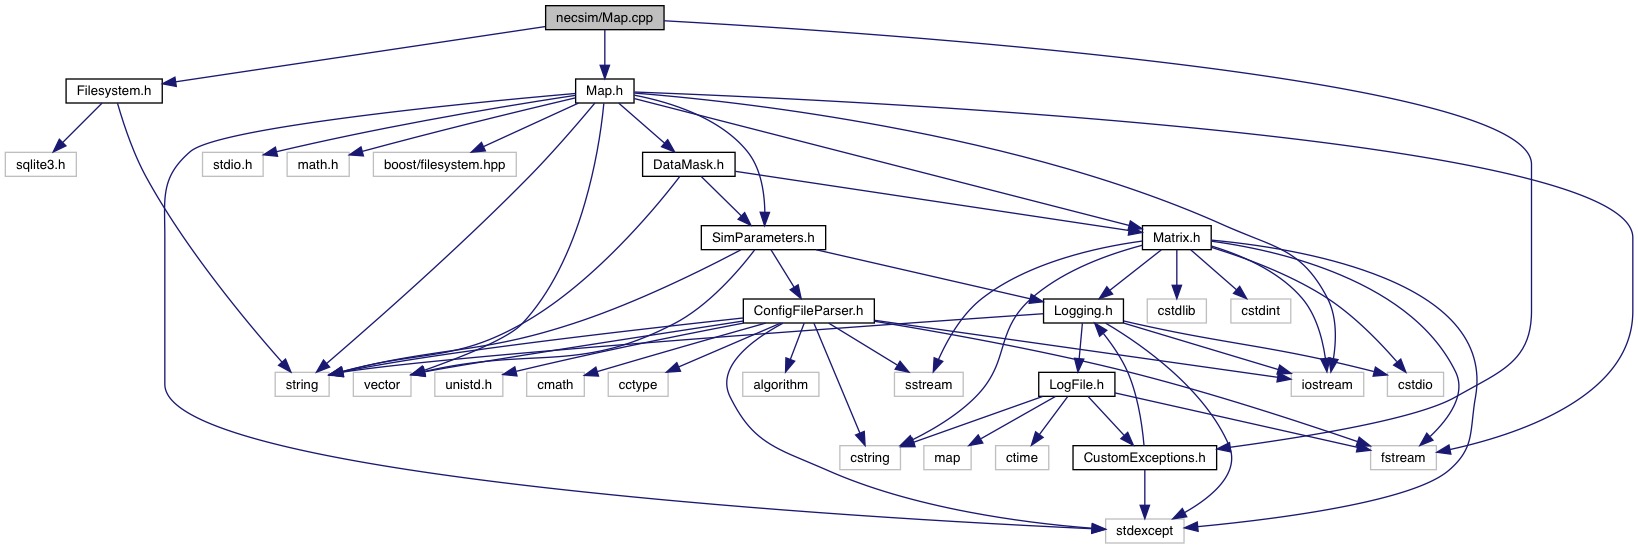 necsim/Map.cpp
Filesystem.h
Map.h
sqlite3.h
stdio.h
math.h
boost/filesystem.hpp
DataMask.h
SimParameters.h
Matrix.h
ConfigFileParser.h
Logging.h
cstdlib
cstdint
string
vector
unistd.h
cmath
cctype
algorithm
sstream
LogFile.h
iostream
cstdio
cstring
map
ctime
CustomExceptions.h
fstream
stdexcept